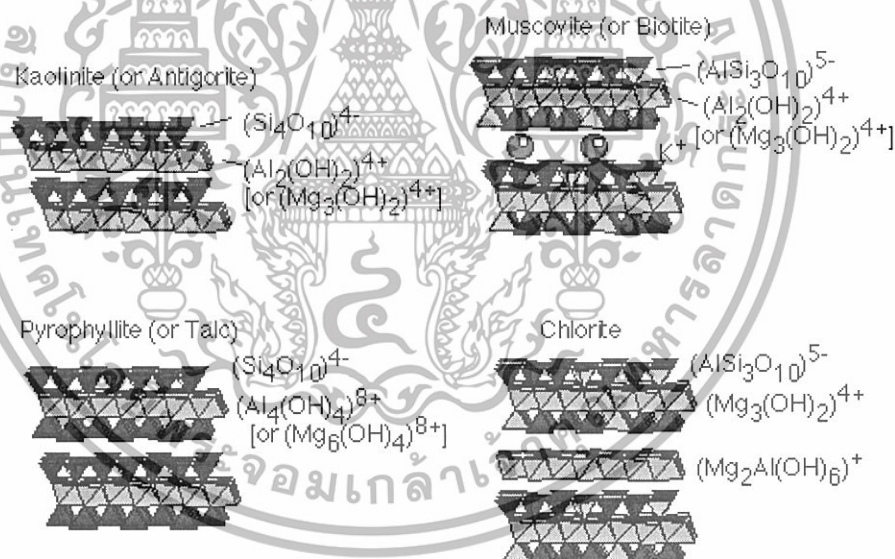 Muscovite (or Biotite)
(AlSi3O10)5-
(Al2(OH)2)4+
K+ [or (Mg3(OH)2)4+]
Kaolinite (or Antigorite)
(Si4O10)4-
(Al2(OH)2)4+
[or (Mg3(OH)2)4+]
Pyrophyllite (or Talc)
(Si4O10)4-
(Al4(OH)4)8+
[or (Mg6(OH)4)8+]
Chlorite
(AlSi3O10)5-
(Mg3(OH)2)4+
(Mg2Al(OH)6)+